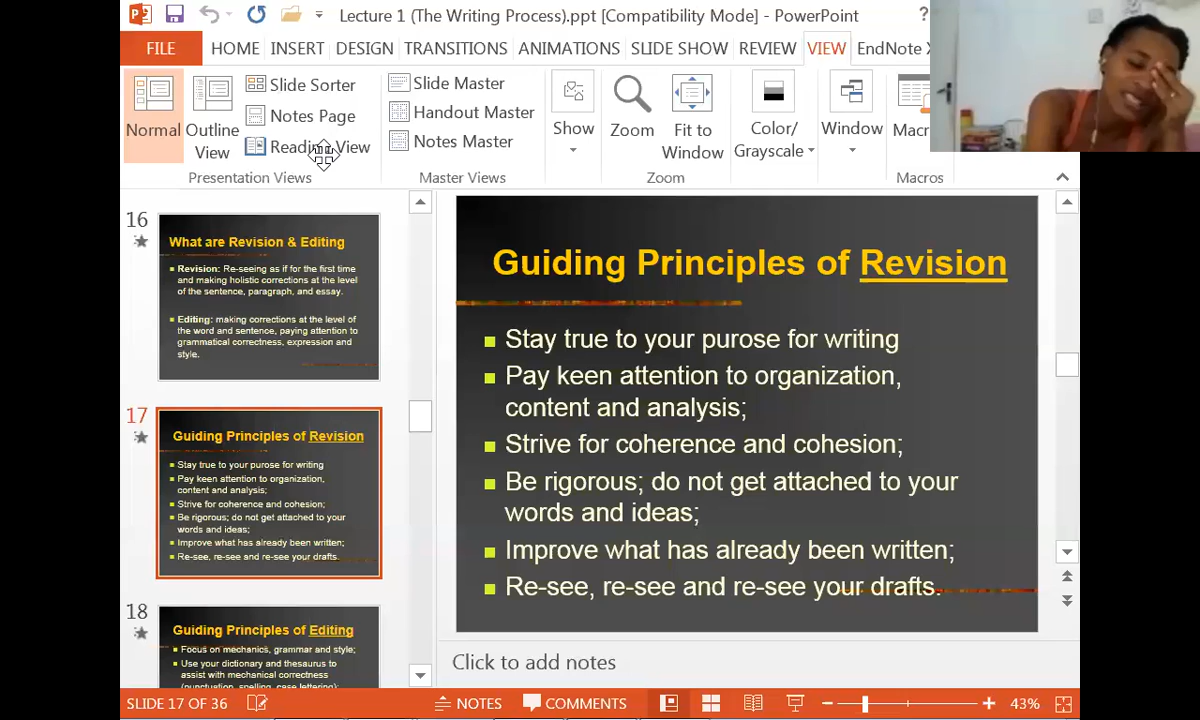 Lecture 1 (The Writing Process).ppt [Compatibility Mode] - PowerPoint
?
FILE HOME INSERT DESIGN TRANSITIONS ANIMATIONS SLIDE SHOW REVIEW VIEW EndNote
Normal
Outline View
Slide Sorter
Notes Page
Reading View
Presentation Views
Slide Master
Handout Master
Notes Master
Master Views
Show
Zoom
Fit to Window
Zoom
Color/ Grayscale
Window
Macr
Macros
16
What are Revision & Editing
Revision: Re-seeing as if for the first time
and making holistic corrections at the level
of the sentence, paragraph, and essay.
Editing: making corrections at the level of
the word and sentence, paying attention to
grammatical correctness, expression and
style.
17
Guiding Principles of Revision
Stay true to your purose for writing
Pay keen attention to organization,
content and analysis;
Strive for coherence and cohesion;
Be rigorous; do not get attached to your
words and ideas;
Improve what has already been written;
Re-see, re-see and re-see your drafts.
18
Guiding Principles of Editing
Focus on mechanics, grammar and style;
Use your dictionary and thesaurus to
assist with mechanical correctness
(punctuation, spelling, case lettering);
Guiding Principles of Revision
Stay true to your purose for writing
Pay keen attention to organization,
content and analysis;
Strive for coherence and cohesion;
Be rigorous; do not get attached to your
words and ideas;
Improve what has already been written;
Re-see, re-see and re-see your drafts.
Click to add notes
SLIDE 17 OF 36 NOTES COMMENTS 43%